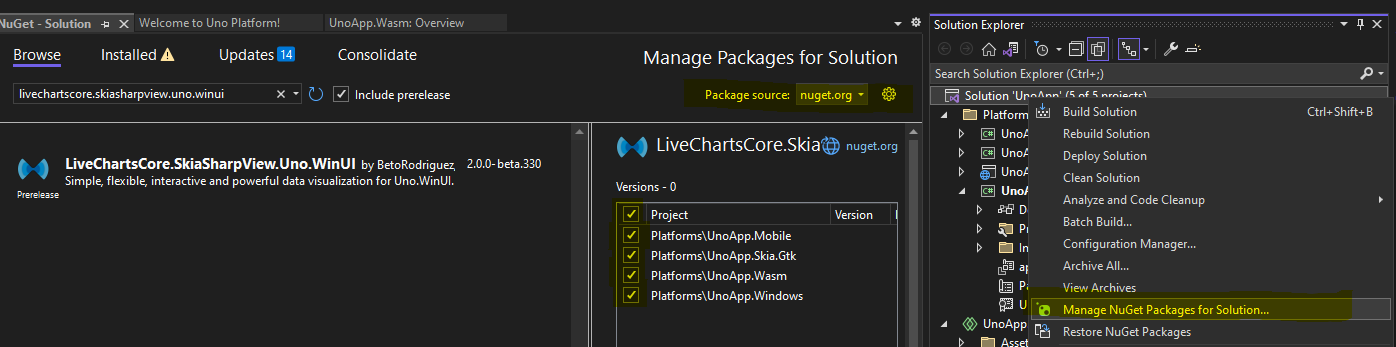 NuGet - Solution
Welcome to Uno Platform!
UnoApp.Wasm: Overview
Browse
Installed
Updates 14
Consolidate
Manage Packages for Solution
livechartscore.skiasharpview.uno.winui
Include prerelease
Package source: nuget.org
LiveChartsCore.SkiaSharpView.Uno.WinUI by BetoRodriguez, 2.0.0-beta.330
Simple, flexible, interactive and powerful data visualization for Uno.WinUI.
Prerelease
LiveChartsCore.Skia
nuget.org
Versions - 0
Project
Version
Platforms\UnoApp.Mobile
Platforms\UnoApp.Skia.Gtk
Platforms\UnoApp.Wasm
Platforms\UnoApp.Windows
Solution Explorer
Search Solution Explorer (Ctrl+;)
Solution 'UnoApp' (5 of 5 projects)
Platform
UnoA
UnoA
UnoA
UnoA
D
Pr
In
ap
Pa
U
UnoApp
Asset
Build Solution Ctrl+Shift+B
Rebuild Solution
Deploy Solution
Clean Solution
Analyze and Code Cleanup
Batch Build...
Configuration Manager...
Archive All...
View Archives
Manage NuGet Packages for Solution...
Restore NuGet Packages